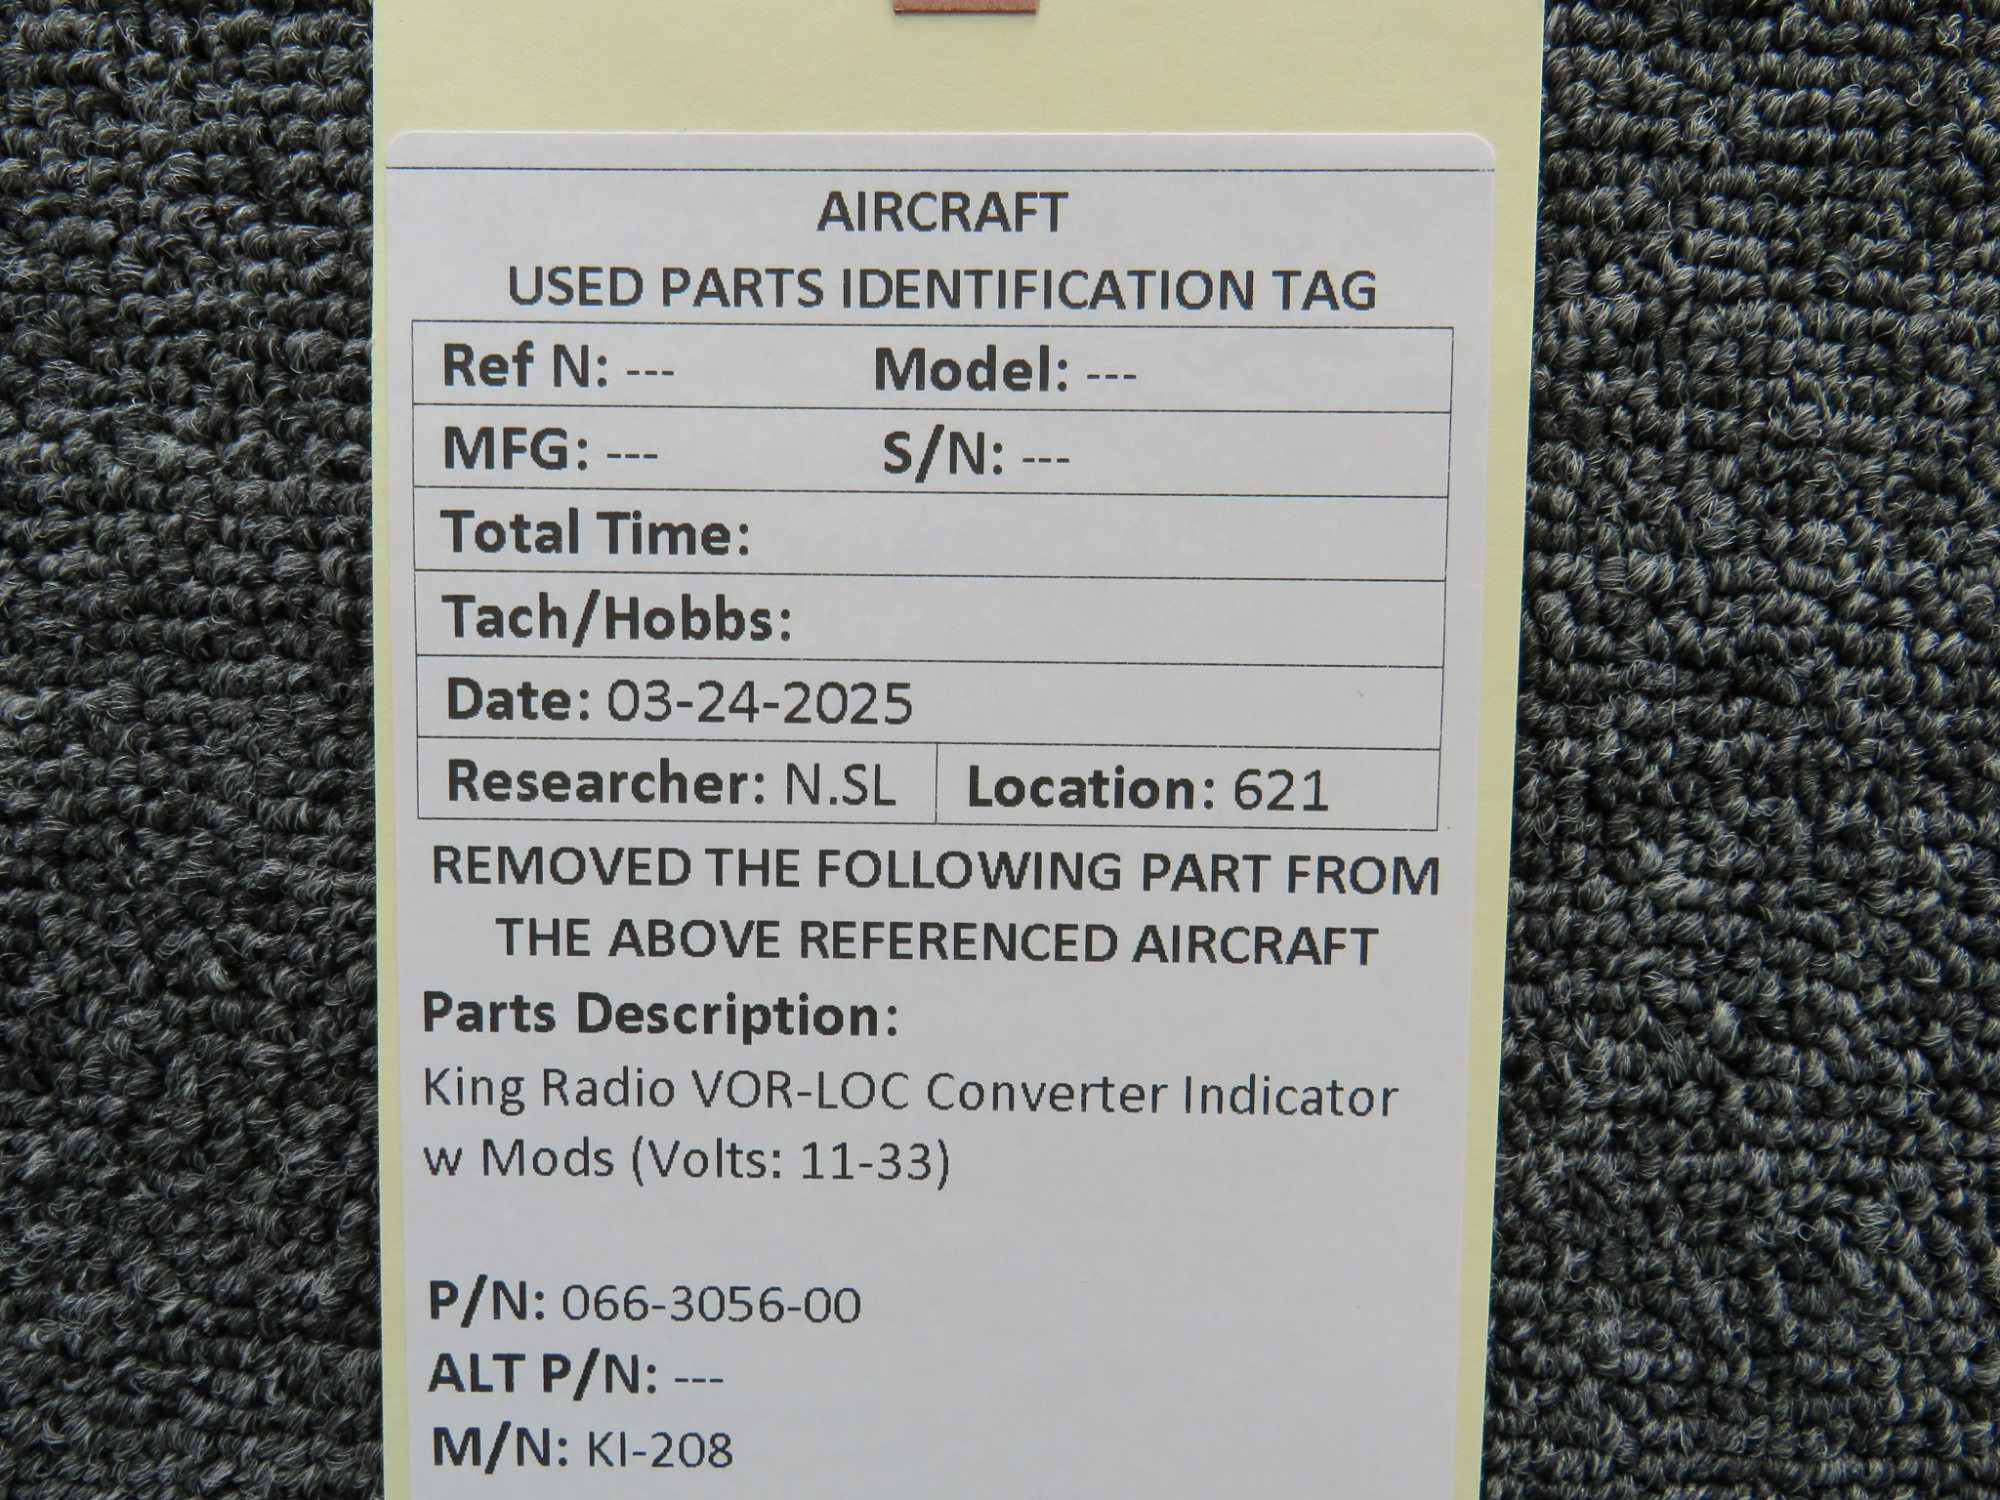 AIRCRAFT
USED PARTS IDENTIFICATION TAG
Ref N: --- Model: ---
MFG: --- S/N: ---
Total Time:
Tach/Hobbs:
Date: 03-24-2025
Researcher: N.SL Location: 621
REMOVED THE FOLLOWING PART FROM
THE ABOVE REFERENCED AIRCRAFT
Parts Description:
King Radio VOR-LOC Converter Indicator
w Mods (Volts: 11-33)
P/N: 066-3056-00
ALT P/N: ---
M/N: KI-208